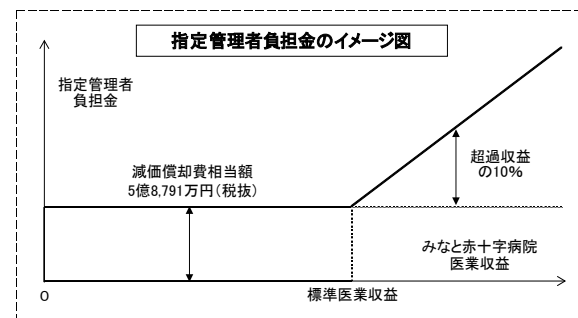 指定管理者負担金のイメージ図
指定管理者
負担金
減価償却費相当額
5億8,791万円（税抜）
超過収益
の10％
みなと赤十字病院
医業収益
0
標準医業収益